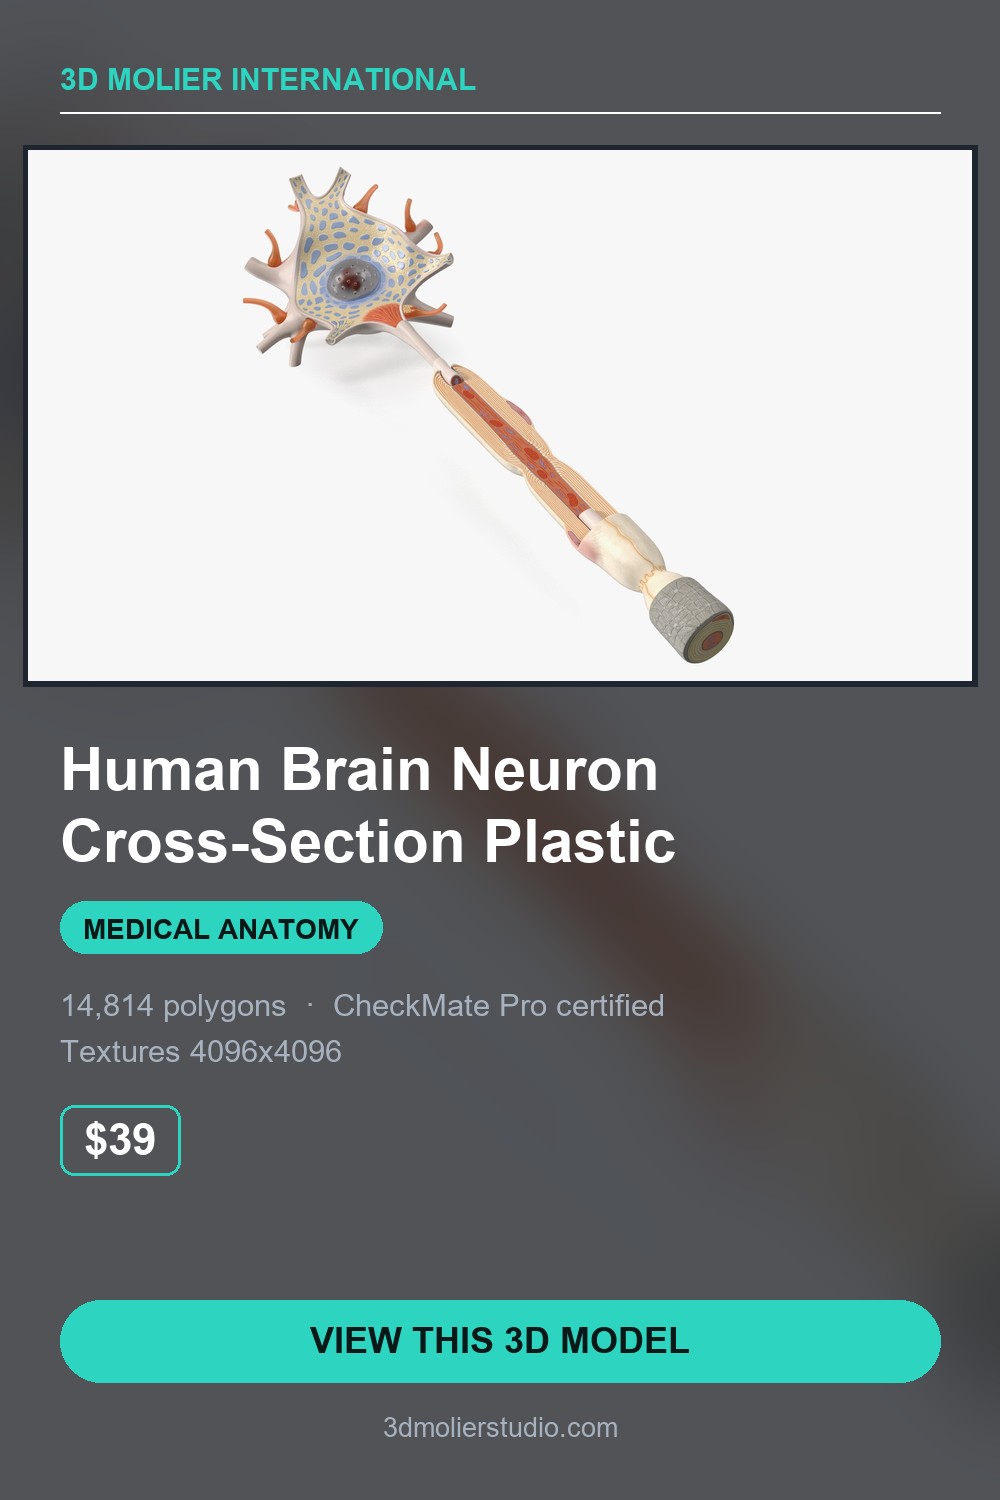 3D MOLIER INTERNATIONAL
Human Brain Neuron
Cross-Section Plastic
MEDICAL ANATOMY
14,814 polygons · CheckMate Pro certified
Textures 4096x4096
$39
VIEW THIS 3D MODEL
3dmolierstudio.com